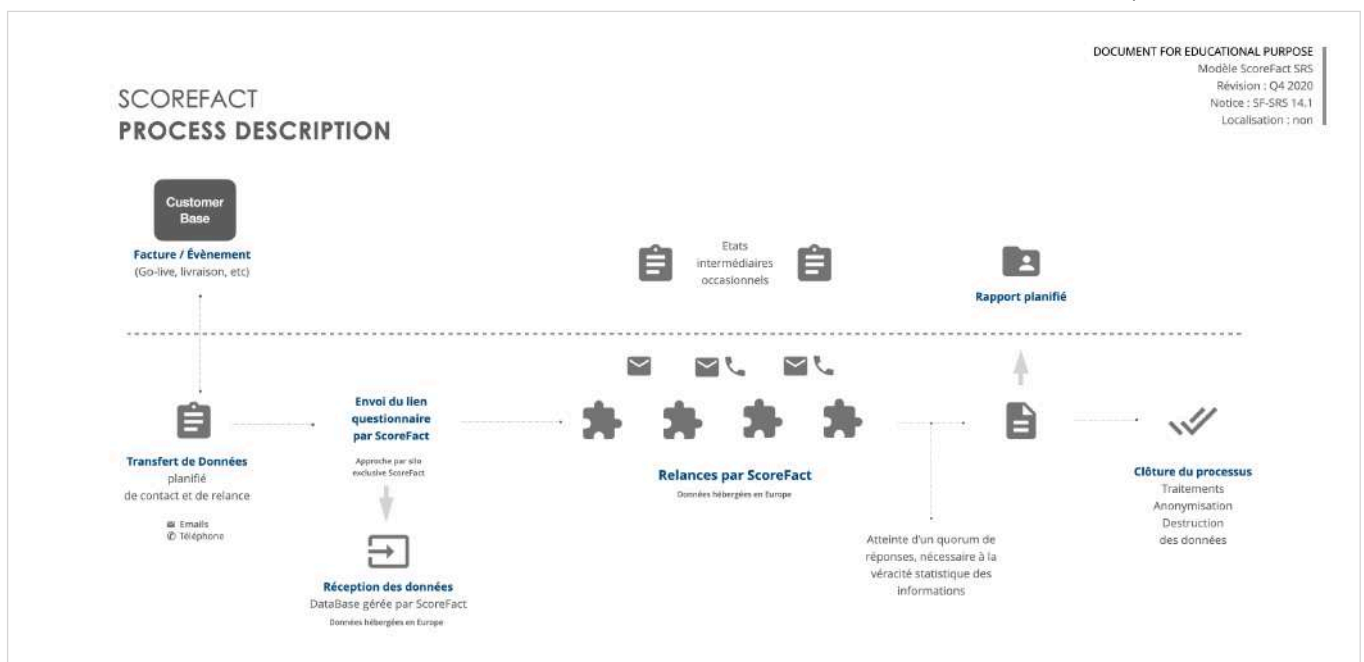 DOCUMENT FOR EDUCATIONAL PURPOSE
Modèle ScoreFact SRS
Révision : Q4 2020
Notice : SF-SRS 14.1
Localisation : non
SCOREFACT
PROCESS DESCRIPTION
Customer
Base
Facture / Évènement
(Go-live, livraison, etc)
Etats
intermédiaires
occasionnels
Rapport planifié
Transfert de Données
planifié
de contact et de relance
Emails
Téléphone
Envoi du lien
questionnaire
par ScoreFact
Approche par silo
exclusive ScoreFact
Réception des données
DataBase gérée par ScoreFact
Données hébergées en Europe
Relances par ScoreFact
Données hébergées en Europe
Atteinte d'un quorum de
réponses, nécessaire à la
véracité statistique des
informations
Clôture du processus
Traitements
Anonymisation
Destruction
des données